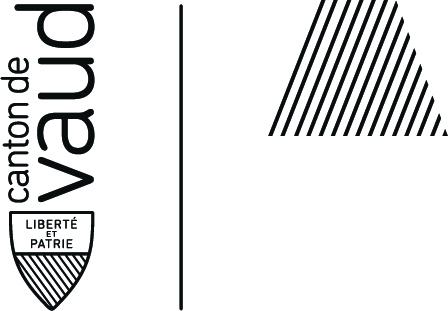 canton de
vaud
LIBERTÉ
ET
PATRIE